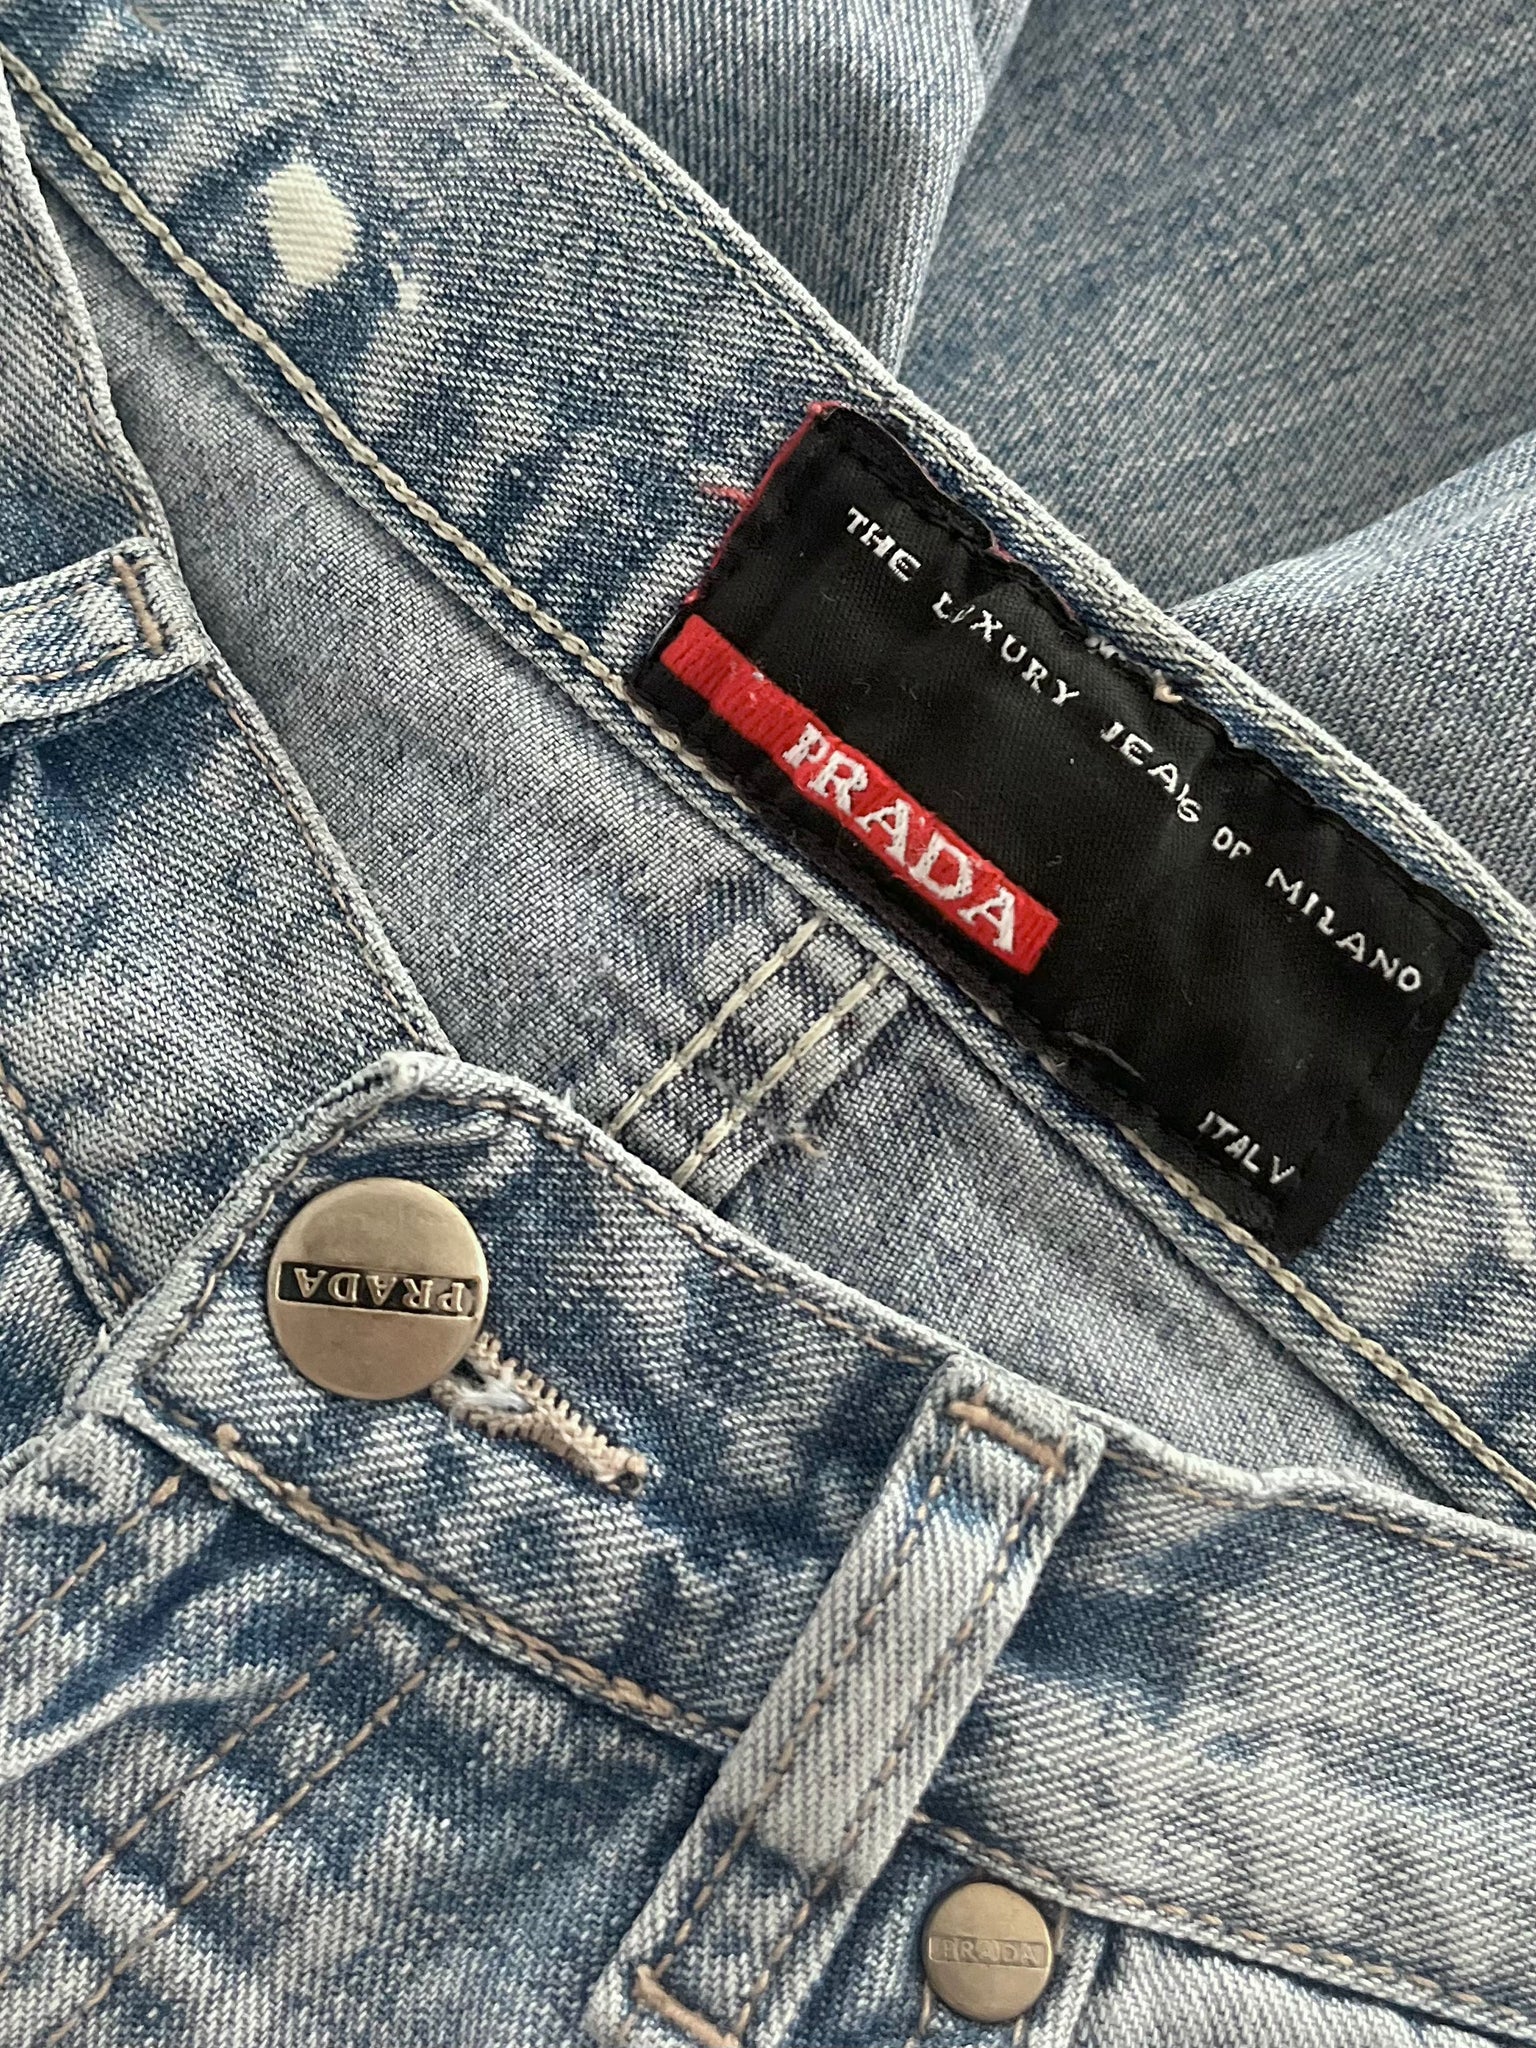 THE LUXURY JEANS OF MILANO
PRADA
ITALY
PRADA
PRADA